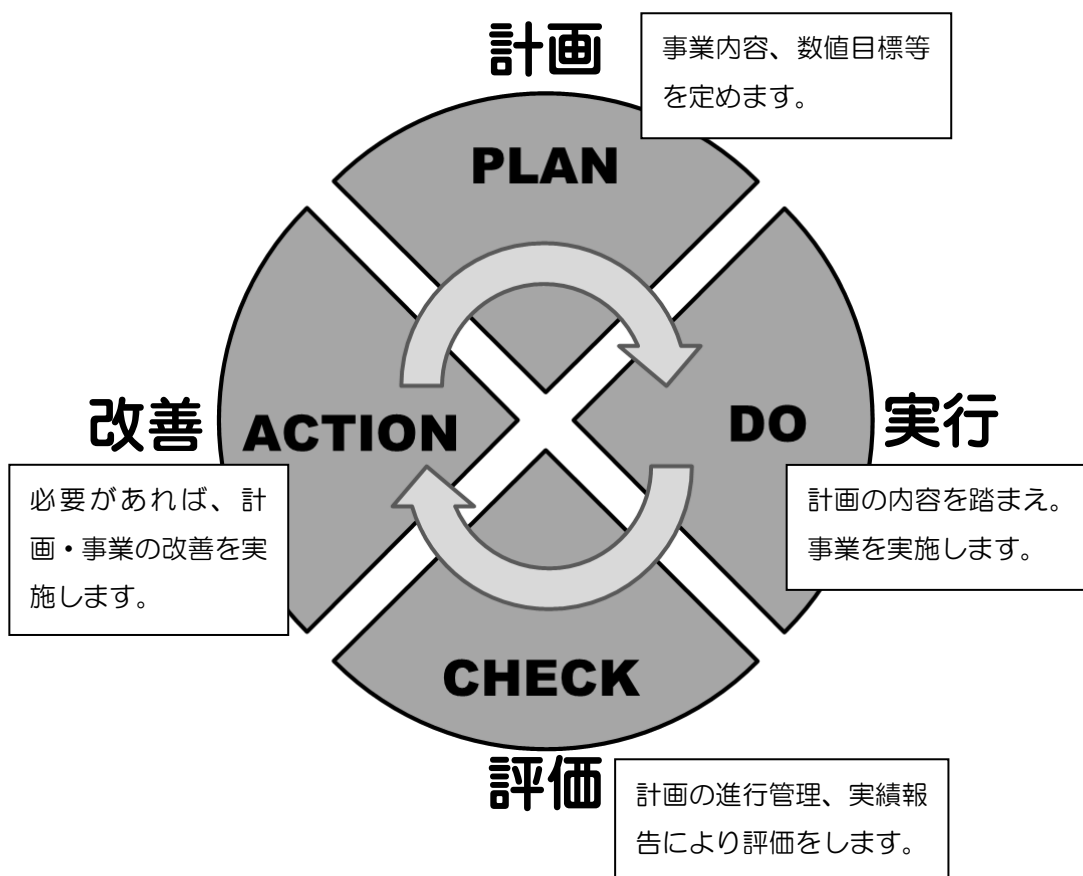 計画
事業内容、数値目標等
を定めます。
PLAN
改善
ACTION
DO
実行
必要があれば、計
画・事業の改善を実
施します。
計画の内容を踏まえ。
事業を実施します。
CHECK
評価
計画の進行管理、実績報
告により評価をします。